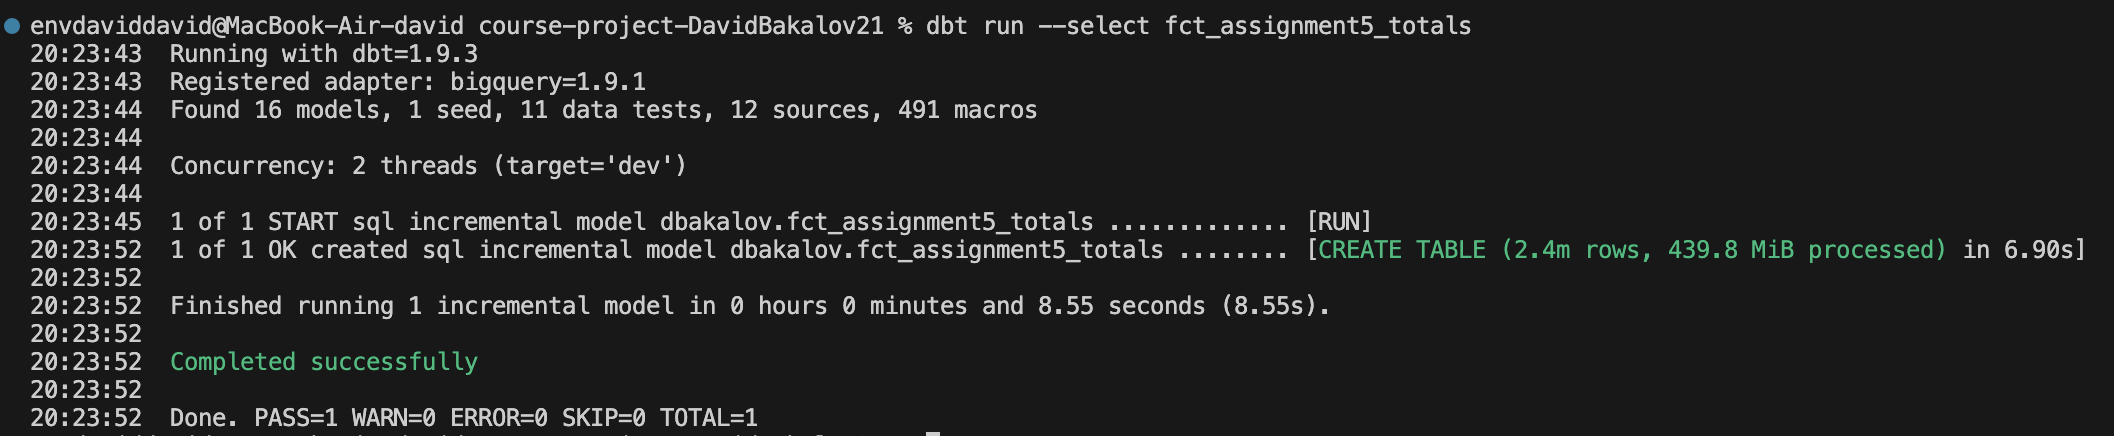 envdaviddavid@MacBook-Air-david course-project-DavidBakalov21 % dbt run --select fct_assignment5_totals
20:23:43  Running with dbt=1.9.3
20:23:43  Registered adapter: bigquery=1.9.1
20:23:44  Found 16 models, 1 seed, 11 data tests, 12 sources, 491 macros
20:23:44
20:23:44  Concurrency: 2 threads (target='dev')
20:23:44
20:23:45  1 of 1 START sql incremental model dbakalov.fct_assignment5_totals ............. [RUN]
20:23:52  1 of 1 OK created sql incremental model dbakalov.fct_assignment5_totals ........ [CREATE TABLE (2.4m rows, 439.8 MiB processed) in 6.90s]
20:23:52
20:23:52  Finished running 1 incremental model in 0 hours 0 minutes and 8.55 seconds (8.55s).
20:23:52
20:23:52  Completed successfully
20:23:52
20:23:52  Done. PASS=1 WARN=0 ERROR=0 SKIP=0 TOTAL=1